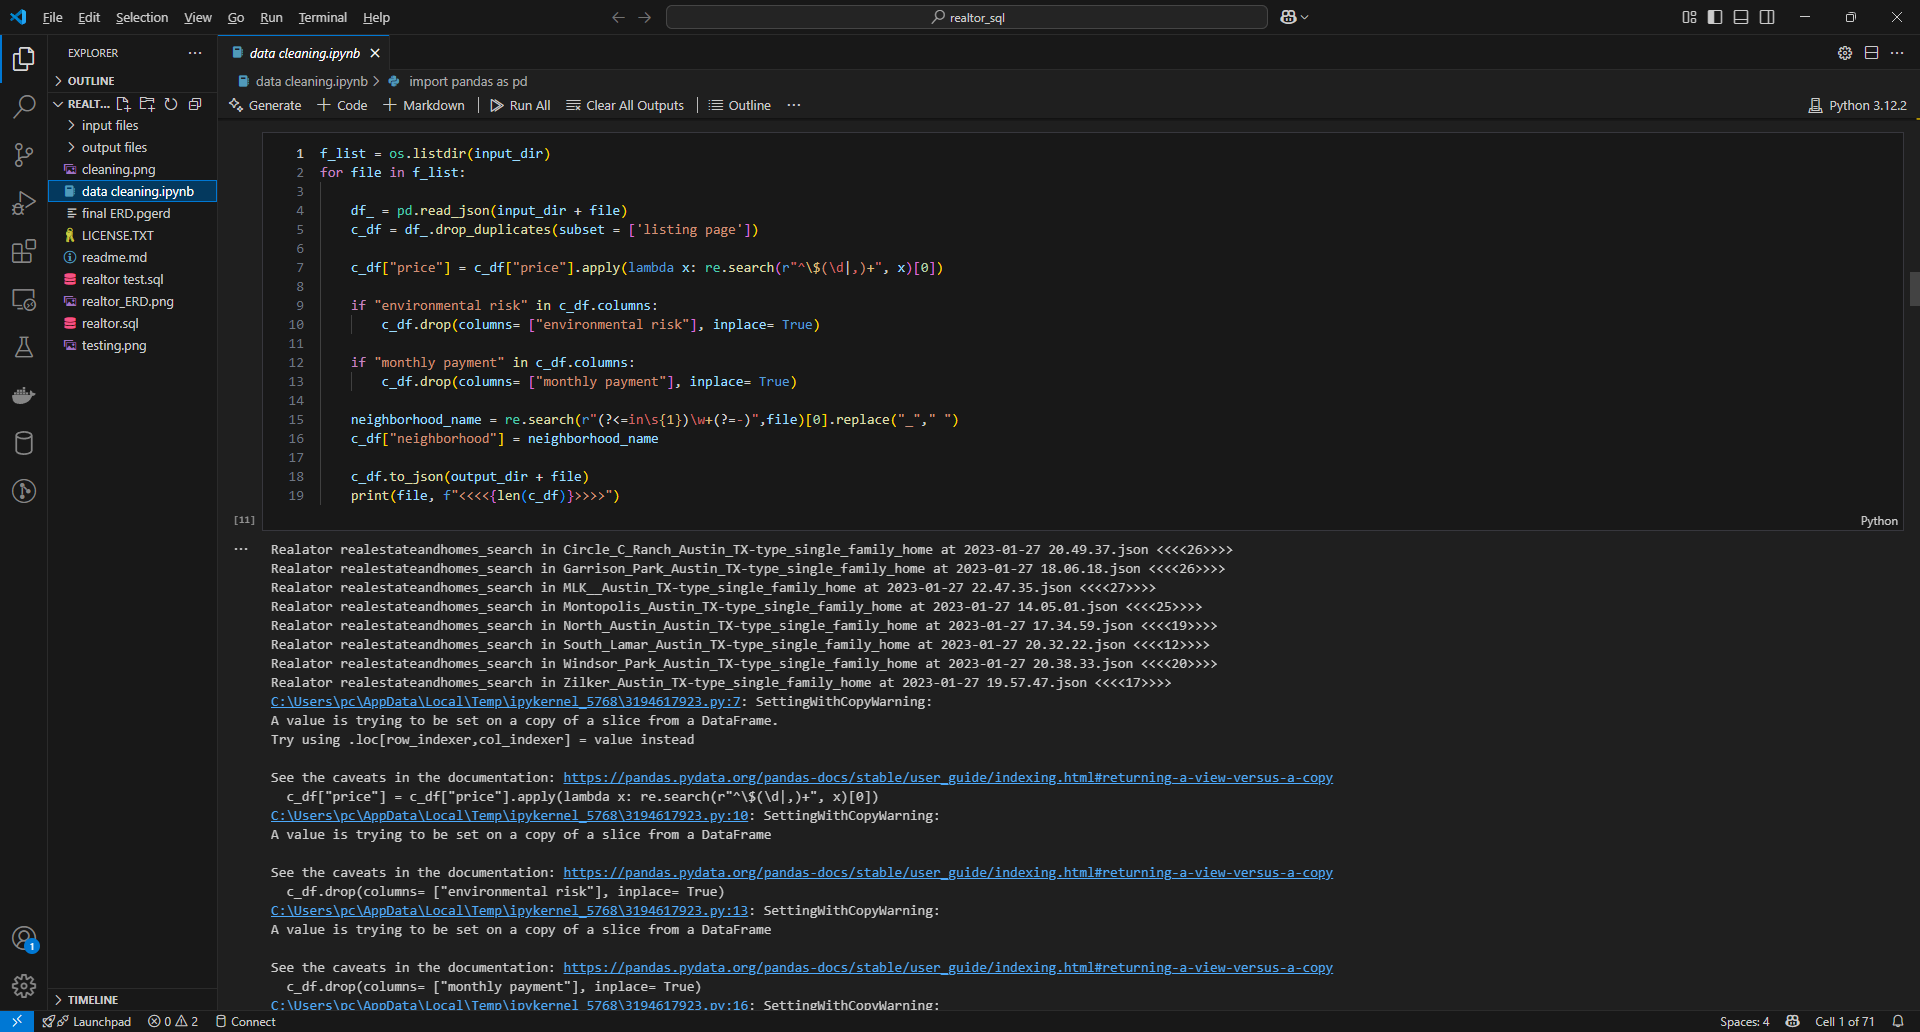 File Edit Selection View Go Run Terminal Help
realtor_sql
EXPLORER
data cleaning.ipynb
OUTLINE
data cleaning.ipynb > import pandas as pd
REALT...
Generate + Code + Markdown Run All Clear All Outputs Outline ...
Python 3.12.2
input files
output files
cleaning.png
data cleaning.ipynb
final ERD.pgerd
LICENSE.TXT
readme.md
realtor test.sql
realtor_ERD.png
realtor.sql
testing.png
1 f_list = os.listdir(input_dir)
2 for file in f_list:
3
4 df_ = pd.read_json(input_dir + file)
5 c_df = df_.drop_duplicates(subset = ['listing page'])
6
7 c_df["price"] = c_df["price"].apply(lambda x: re.search(r"^\$(\d|,)+", x)[0])
8
9 if "environmental risk" in c_df.columns:
10 c_df.drop(columns= ["environmental risk"], inplace= True)
11
12 if "monthly payment" in c_df.columns:
13 c_df.drop(columns= ["monthly payment"], inplace= True)
14
15 neighborhood_name = re.search(r"(?<=in\s{1})\w+(?=-)",file)[0].replace("_"," ")
16 c_df["neighborhood"] = neighborhood_name
17
18 c_df.to_json(output_dir + file)
19 print(file, f"<<<<{len(c_df)}>>>>")
[11]
Python
Realator realestateandhomes_search in Circle_C_Ranch_Austin_TX-type_single_family_home at 2023-01-27 20.49.37.json <<<<26>>>>
Realator realestateandhomes_search in Garrison_Park_Austin_TX-type_single_family_home at 2023-01-27 18.06.18.json <<<<26>>>>
Realator realestateandhomes_search in MLK__Austin_TX-type_single_family_home at 2023-01-27 22.47.35.json <<<<27>>>>
Realator realestateandhomes_search in Montopolis_Austin_TX-type_single_family_home at 2023-01-27 14.05.01.json <<<<25>>>>
Realator realestateandhomes_search in North_Austin_Austin_TX-type_single_family_home at 2023-01-27 17.34.59.json <<<<19>>>>
Realator realestateandhomes_search in South_Lamar_Austin_TX-type_single_family_home at 2023-01-27 20.32.22.json <<<<12>>>>
Realator realestateandhomes_search in Windsor_Park_Austin_TX-type_single_family_home at 2023-01-27 20.38.33.json <<<<20>>>>
Realator realestateandhomes_search in Zilker_Austin_TX-type_single_family_home at 2023-01-27 19.57.47.json <<<<17>>>>
C:\Users\pc\AppData\Local\Temp\ipykernel_5768\3194617923.py:7: SettingWithCopyWarning:
A value is trying to be set on a copy of a slice from a DataFrame.
Try using .loc[row_indexer,col_indexer] = value instead
See the caveats in the documentation: https://pandas.pydata.org/pandas-docs/stable/user_guide/indexing.html#returning-a-view-versus-a-copy
c_df["price"] = c_df["price"].apply(lambda x: re.search(r"^\$(\d|,)+", x)[0])
C:\Users\pc\AppData\Local\Temp\ipykernel_5768\3194617923.py:10: SettingWithCopyWarning:
A value is trying to be set on a copy of a slice from a DataFrame
See the caveats in the documentation: https://pandas.pydata.org/pandas-docs/stable/user_guide/indexing.html#returning-a-view-versus-a-copy
c_df.drop(columns= ["environmental risk"], inplace= True)
C:\Users\pc\AppData\Local\Temp\ipykernel_5768\3194617923.py:13: SettingWithCopyWarning:
A value is trying to be set on a copy of a slice from a DataFrame
See the caveats in the documentation: https://pandas.pydata.org/pandas-docs/stable/user_guide/indexing.html#returning-a-view-versus-a-copy
c_df.drop(columns= ["monthly payment"], inplace= True)
C:\Users\pc\AppData\Local\Temp\ipykernel_5768\3194617923.py:16: SettingWithCopyWarning:
1
TIMELINE
Launchpad 0 2 Connect
Spaces: 4 Cell 1 of 71